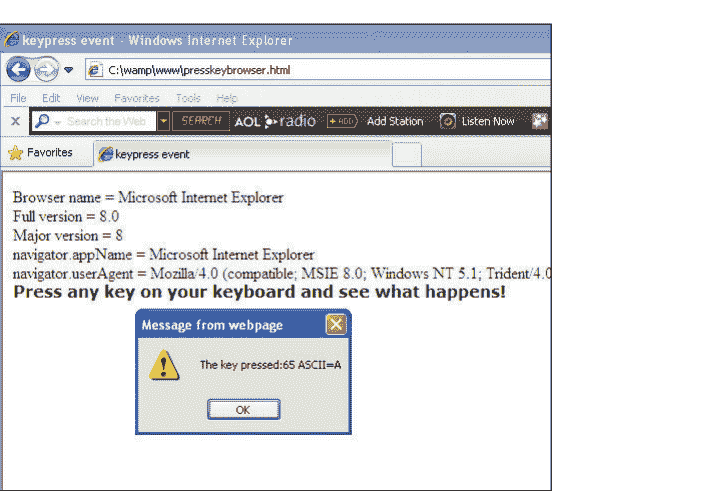 keypress event - Windows Internet Explorer
C:\wamp\www\presskeybrowser.html
File Edit View Favorites Tools Help
X Search the Web SEARCH AOL radio + ADD Add Station Listen Now
Favorites keypress event
Browser name = Microsoft Internet Explorer
Full version = 8.0
Major version = 8
navigator.appName = Microsoft Internet Explorer
navigator.userAgent = Mozilla/4.0 (compatible; MSIE 8.0; Windows NT 5.1; Trident/4.0
Press any key on your keyboard and see what happens!
Message from webpage
The key pressed:65 ASCII=A
OK